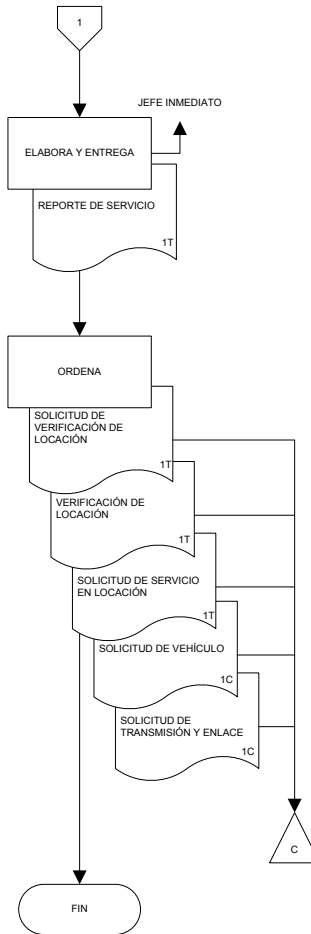 1
JEFE INMEDIATO
ELABORA Y ENTREGA
REPORTE DE SERVICIO
1T
ORDENA
SOLICITUD DE
VERIFICACIÓN DE
LOCACIÓN
1T
VERIFICACIÓN DE
LOCACIÓN
1T
SOLICITUD DE SERVICIO
EN LOCACIÓN
1T
SOLICITUD DE VEHÍCULO
1C
SOLICITUD DE
TRANSMISIÓN Y ENLACE
1C
C
FIN